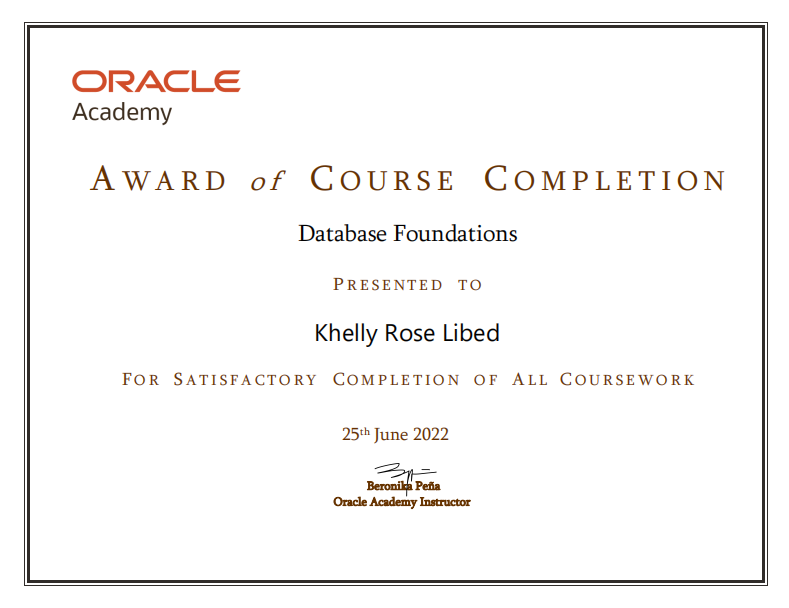 ORACLE
Academy
AWARD of COURSE COMPLETION
Database Foundations
PRESENTED TO
Khelly Rose Libed
FOR SATISFACTORY COMPLETION OF ALL COURSEWORK
25th June 2022
Beronika Peña
Oracle Academy Instructor